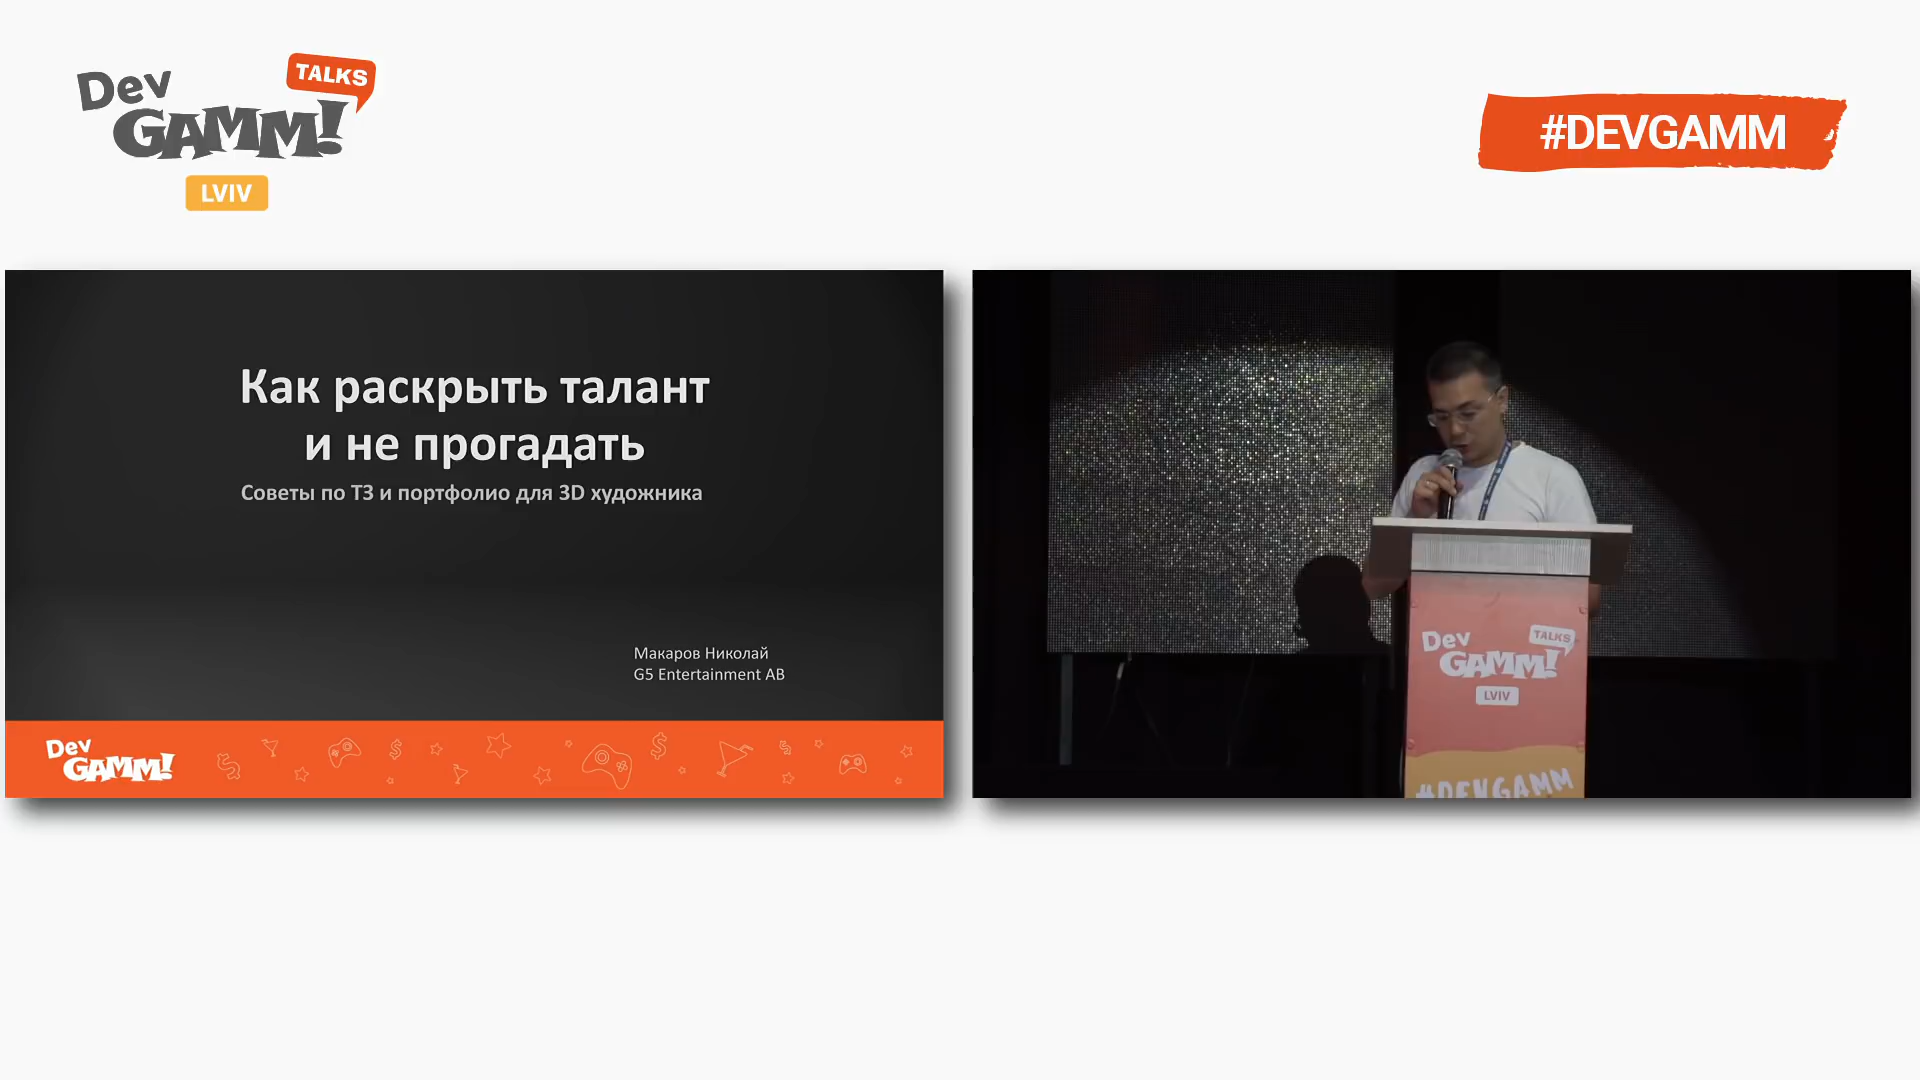 Dev
TALKS
GAMM!
LVIV
#DEVGAMM
Как раскрыть талант
и не прогадать
Советы по ТЗ и портфолио для 3D художника
Макаров Николай
G5 Entertainment AB
Dev
GAMM!
Dev
TALKS
GAMM!
LVIV
#DEVGAMM